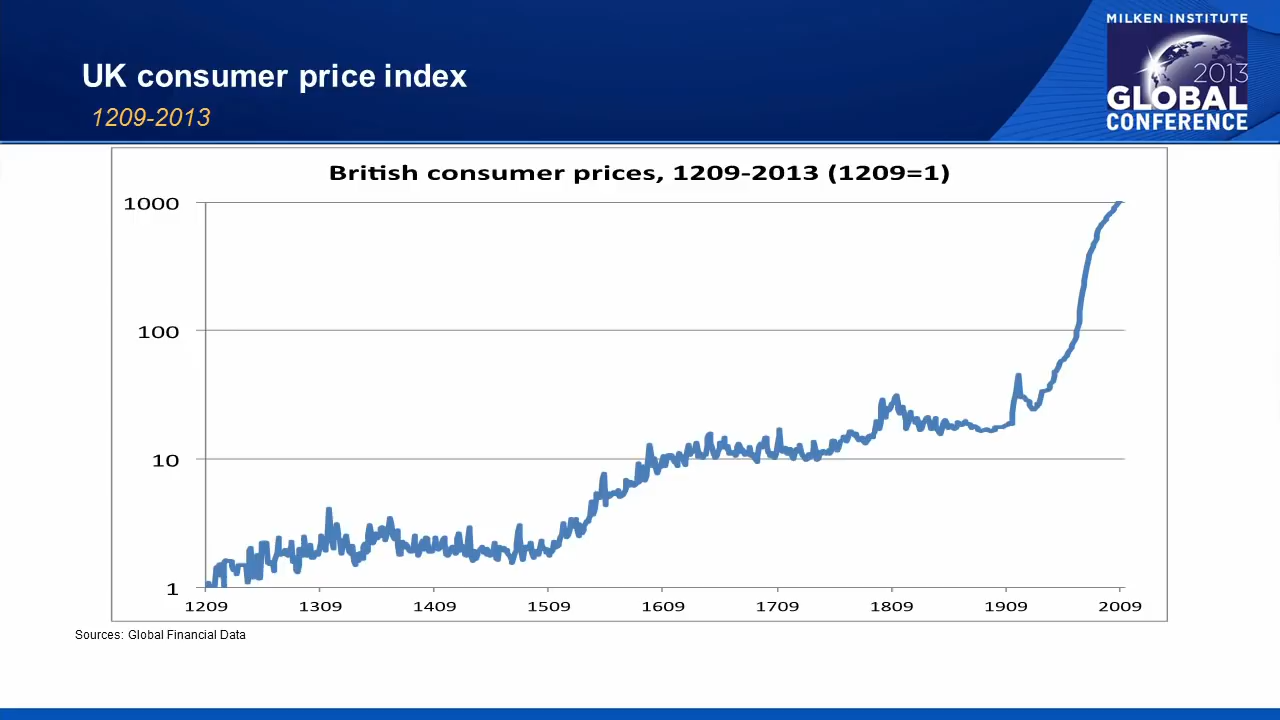 MILKEN INSTITUTE
2013
GLOBAL
CONFERENCE
UK consumer price index
1209-2013
British consumer prices, 1209-2013 (1209=1)
1000
100
10
1
1209 1309 1409 1509 1609 1709 1809 1909 2009
Sources: Global Financial Data